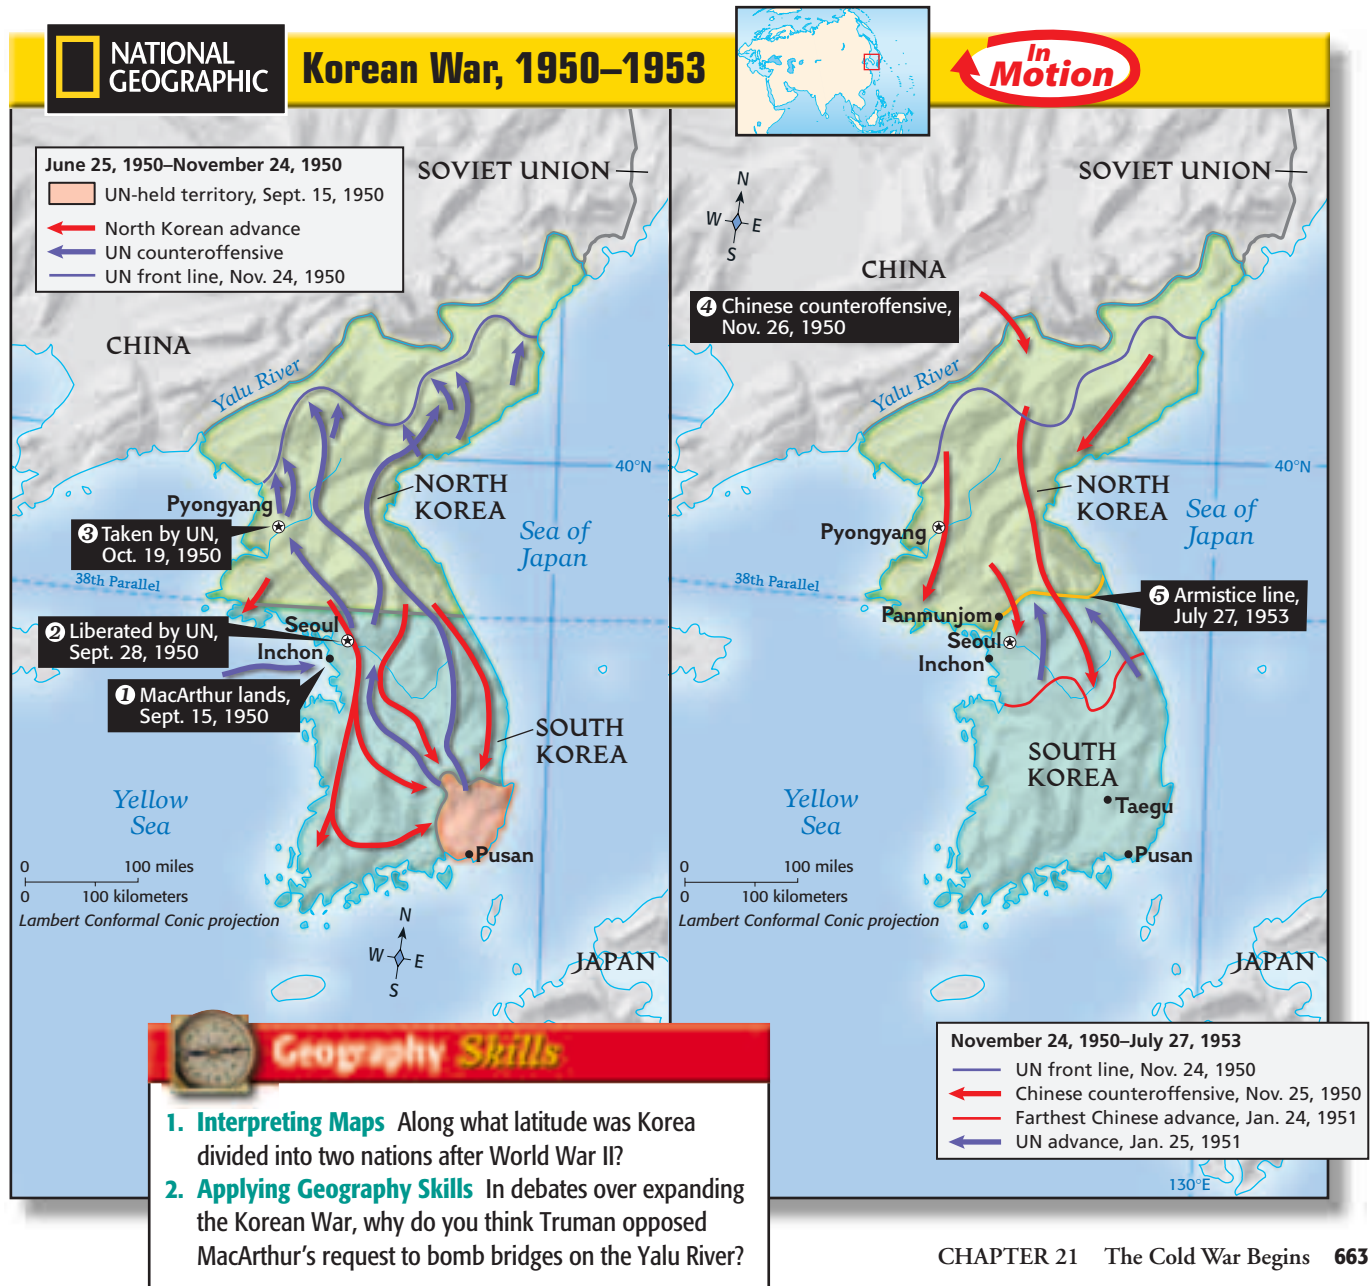 NATIONAL
GEOGRAPHIC
Korean War, 1950–1953
In
Motion
June 25, 1950–November 24, 1950
UN-held territory, Sept. 15, 1950
North Korean advance
UN counteroffensive
UN front line, Nov. 24, 1950
SOVIET UNION
CHINA
Yalu River
40°N
NORTH
KOREA
Pyongyang
❸ Taken by UN,
Oct. 19, 1950
Sea of
Japan
38th Parallel
Seoul
❷ Liberated by UN,
Sept. 28, 1950
Inchon
❶ MacArthur lands,
Sept. 15, 1950
SOUTH
KOREA
Yellow
Sea
Pusan
0 100 miles
0 100 kilometers
Lambert Conformal Conic projection
N
W E
S
JAPAN
SOVIET UNION
N
W E
S
CHINA
❹ Chinese counteroffensive,
Nov. 26, 1950
Yalu River
40°N
NORTH
KOREA
Sea of
Japan
Pyongyang
38th Parallel
❺ Armistice line,
July 27, 1953
Panmunjom
Seoul
Inchon
SOUTH
KOREA
Taegu
Yellow
Sea
Pusan
0 100 miles
0 100 kilometers
Lambert Conformal Conic projection
JAPAN
November 24, 1950–July 27, 1953
UN front line, Nov. 24, 1950
Chinese counteroffensive, Nov. 25, 1950
Farthest Chinese advance, Jan. 24, 1951
UN advance, Jan. 25, 1951
130°E
Geography Skills
1. Interpreting Maps Along what latitude was Korea
divided into two nations after World War II?
2. Applying Geography Skills In debates over expanding
the Korean War, why do you think Truman opposed
MacArthur's request to bomb bridges on the Yalu River?
CHAPTER 21 The Cold War Begins 663